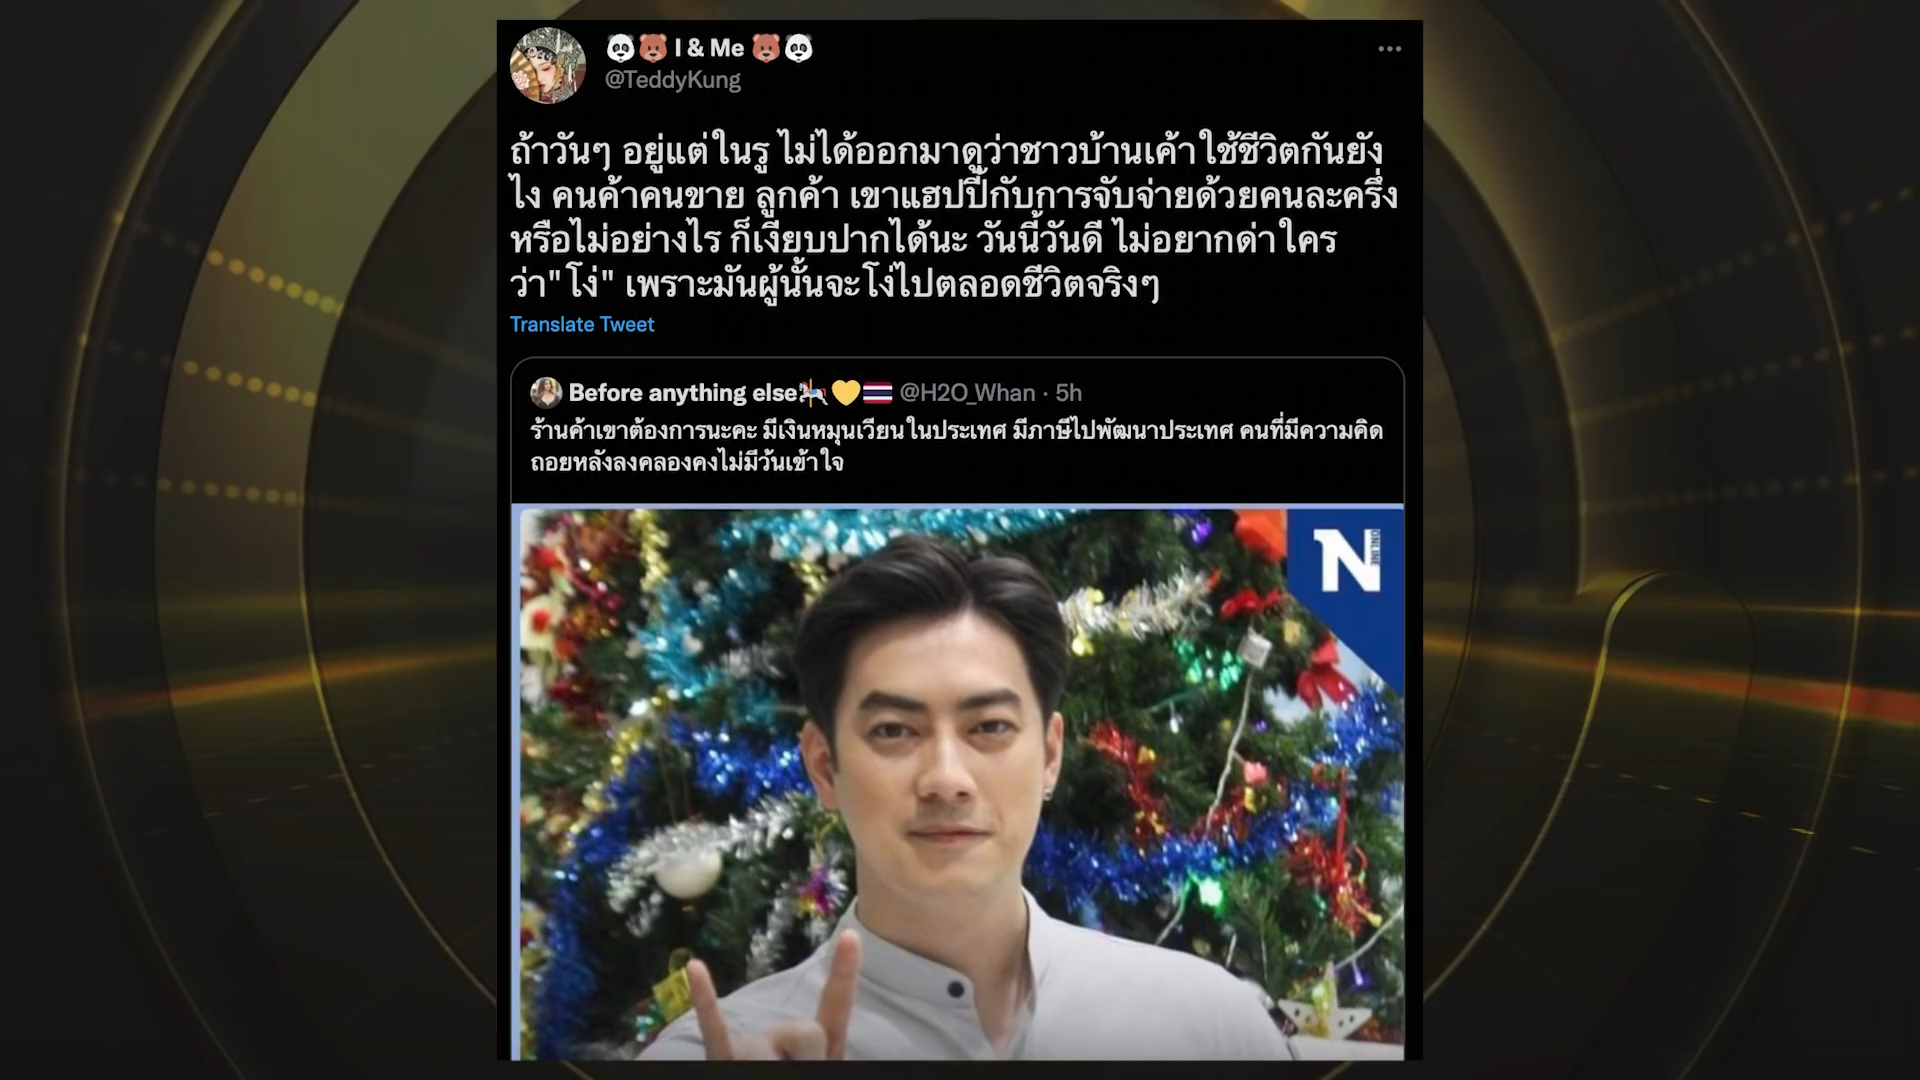 🐼🐻 I & Me 🐻🐼
@TeddyKung
ถ้าวันๆ อยู่แต่ในรู ไม่ได้ออกมาดูว่าชาวบ้านเค้าใช้ชีวิตกันยัง
ไง คนค้าคนขาย ลูกค้า เขาแฮปปี้กับการจับจ่ายด้วยคนละครึ่ง
หรือไม่อย่างไร ก็เงียบปากได้นะ วันนี้วันดี ไม่อยากด่าใคร
ว่า"โง่" เพราะมันผู้นั้นจะโง่ไปตลอดชีวิตจริงๆ
Translate Tweet
Before anything else🎠💛🇹🇭 @H2O_Whan · 5h
ร้านค้าเขาต้องการนะคะ มีเงินหมุนเวียนในประเทศ มีภาษีไปพัฒนาประเทศ คนที่มีความคิด
ถอยหลังลงคลองคงไม่มีวันเข้าใจ
N ONLINE